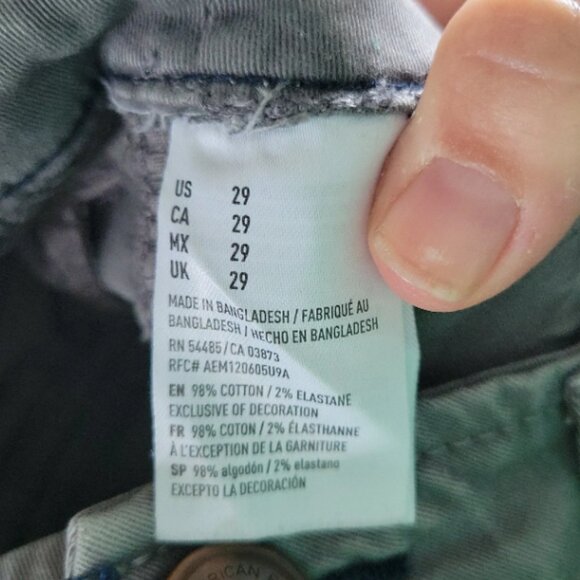 US 29
CA 29
MX 29
UK 29
MADE IN BANGLADESH / FABRIQUÉ AU
BANGLADESH / HECHO EN BANGLADESH
RN 54485 / CA 03873
RFC# AEM120605U9A
EN 98% COTTON / 2% ELASTANE
EXCLUSIVE OF DECORATION
FR 98% COTON / 2% ÉLASTHANNE
À L'EXCEPTION DE LA GARNITURE
SP 98% algodón / 2% elastano
EXCEPTO LA DECORACIÓN